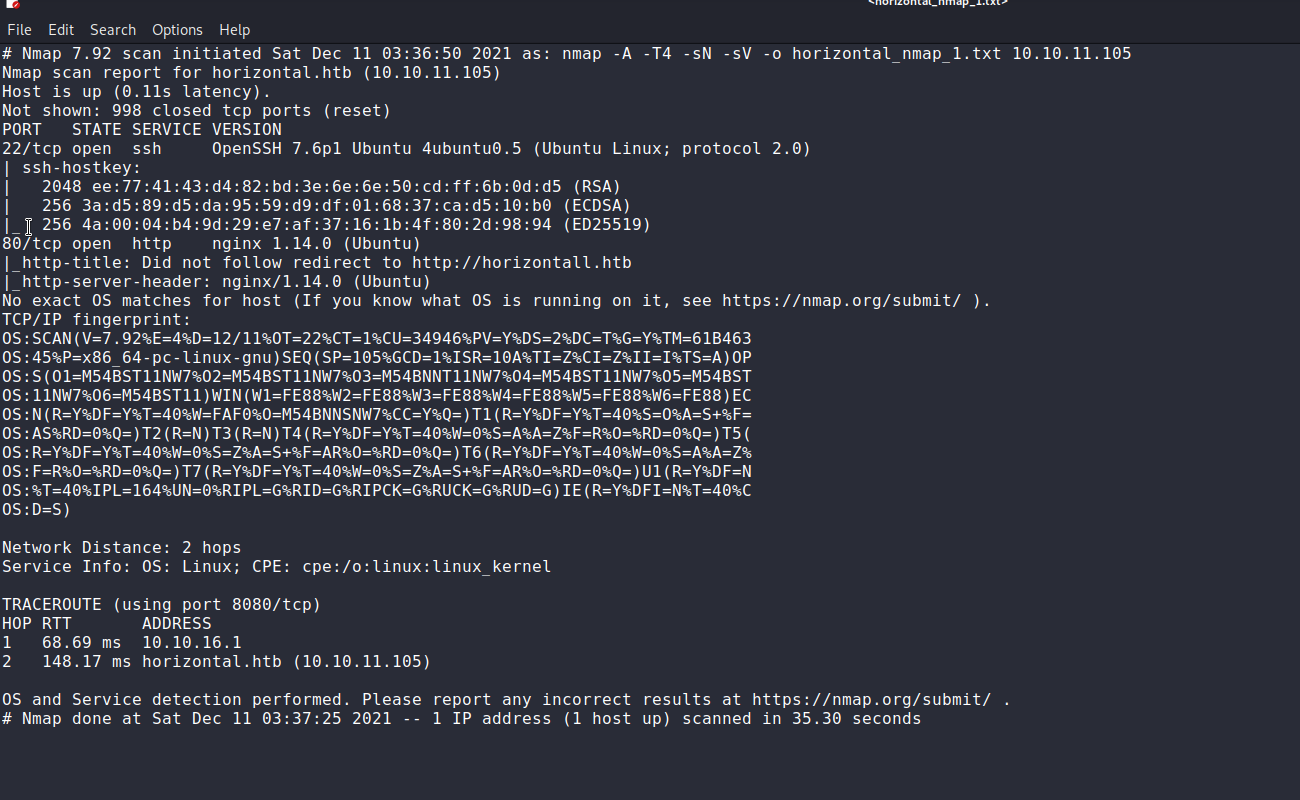 <horizontal_nmap_1.txt>
File Edit Search Options Help
# Nmap 7.92 scan initiated Sat Dec 11 03:36:50 2021 as: nmap -A -T4 -sN -sV -o horizontal_nmap_1.txt 10.10.11.105
Nmap scan report for horizontal.htb (10.10.11.105)
Host is up (0.11s latency).
Not shown: 998 closed tcp ports (reset)
PORT   STATE SERVICE VERSION
22/tcp open  ssh     OpenSSH 7.6p1 Ubuntu 4ubuntu0.5 (Ubuntu Linux; protocol 2.0)
| ssh-hostkey:
|   2048 ee:77:41:43:d4:82:bd:3e:6e:6e:50:cd:ff:6b:0d:d5 (RSA)
|   256 3a:d5:89:d5:da:95:59:d9:df:01:68:37:ca:d5:10:b0 (ECDSA)
|_  256 4a:00:04:b4:9d:29:e7:af:37:16:1b:4f:80:2d:98:94 (ED25519)
80/tcp open  http    nginx 1.14.0 (Ubuntu)
|_http-title: Did not follow redirect to http://horizontall.htb
|_http-server-header: nginx/1.14.0 (Ubuntu)
No exact OS matches for host (If you know what OS is running on it, see https://nmap.org/submit/ ).
TCP/IP fingerprint:
OS:SCAN(V=7.92%E=4%D=12/11%OT=22%CT=1%CU=34946%PV=Y%DS=2%DC=T%G=Y%TM=61B463
OS:45%P=x86_64-pc-linux-gnu)SEQ(SP=105%GCD=1%ISR=10A%TI=Z%CI=Z%II=I%TS=A)OP
OS:S(O1=M54BST11NW7%O2=M54BST11NW7%O3=M54BNNT11NW7%O4=M54BST11NW7%O5=M54BST
OS:11NW7%O6=M54BST11)WIN(W1=FE88%W2=FE88%W3=FE88%W4=FE88%W5=FE88%W6=FE88)EC
OS:N(R=Y%DF=Y%T=40%W=FAF0%O=M54BNNSNW7%CC=Y%Q=)T1(R=Y%DF=Y%T=40%S=O%A=S+%F=
OS:AS%RD=0%Q=)T2(R=N)T3(R=N)T4(R=Y%DF=Y%T=40%W=0%S=A%A=Z%F=R%O=%RD=0%Q=)T5(
OS:R=Y%DF=Y%T=40%W=0%S=Z%A=S+%F=AR%O=%RD=0%Q=)T6(R=Y%DF=Y%T=40%W=0%S=A%A=Z%
OS:F=R%O=%RD=0%Q=)T7(R=Y%DF=Y%T=40%W=0%S=Z%A=S+%F=AR%O=%RD=0%Q=)U1(R=Y%DF=N
OS:%T=40%IPL=164%UN=0%RIPL=G%RID=G%RIPCK=G%RUCK=G%RUD=G)IE(R=Y%DFI=N%T=40%C
OS:D=S)
Network Distance: 2 hops
Service Info: OS: Linux; CPE: cpe:/o:linux:linux_kernel
TRACEROUTE (using port 8080/tcp)
HOP RTT       ADDRESS
1   68.69 ms  10.10.16.1
2   148.17 ms horizontal.htb (10.10.11.105)
OS and Service detection performed. Please report any incorrect results at https://nmap.org/submit/ .
# Nmap done at Sat Dec 11 03:37:25 2021 -- 1 IP address (1 host up) scanned in 35.30 seconds